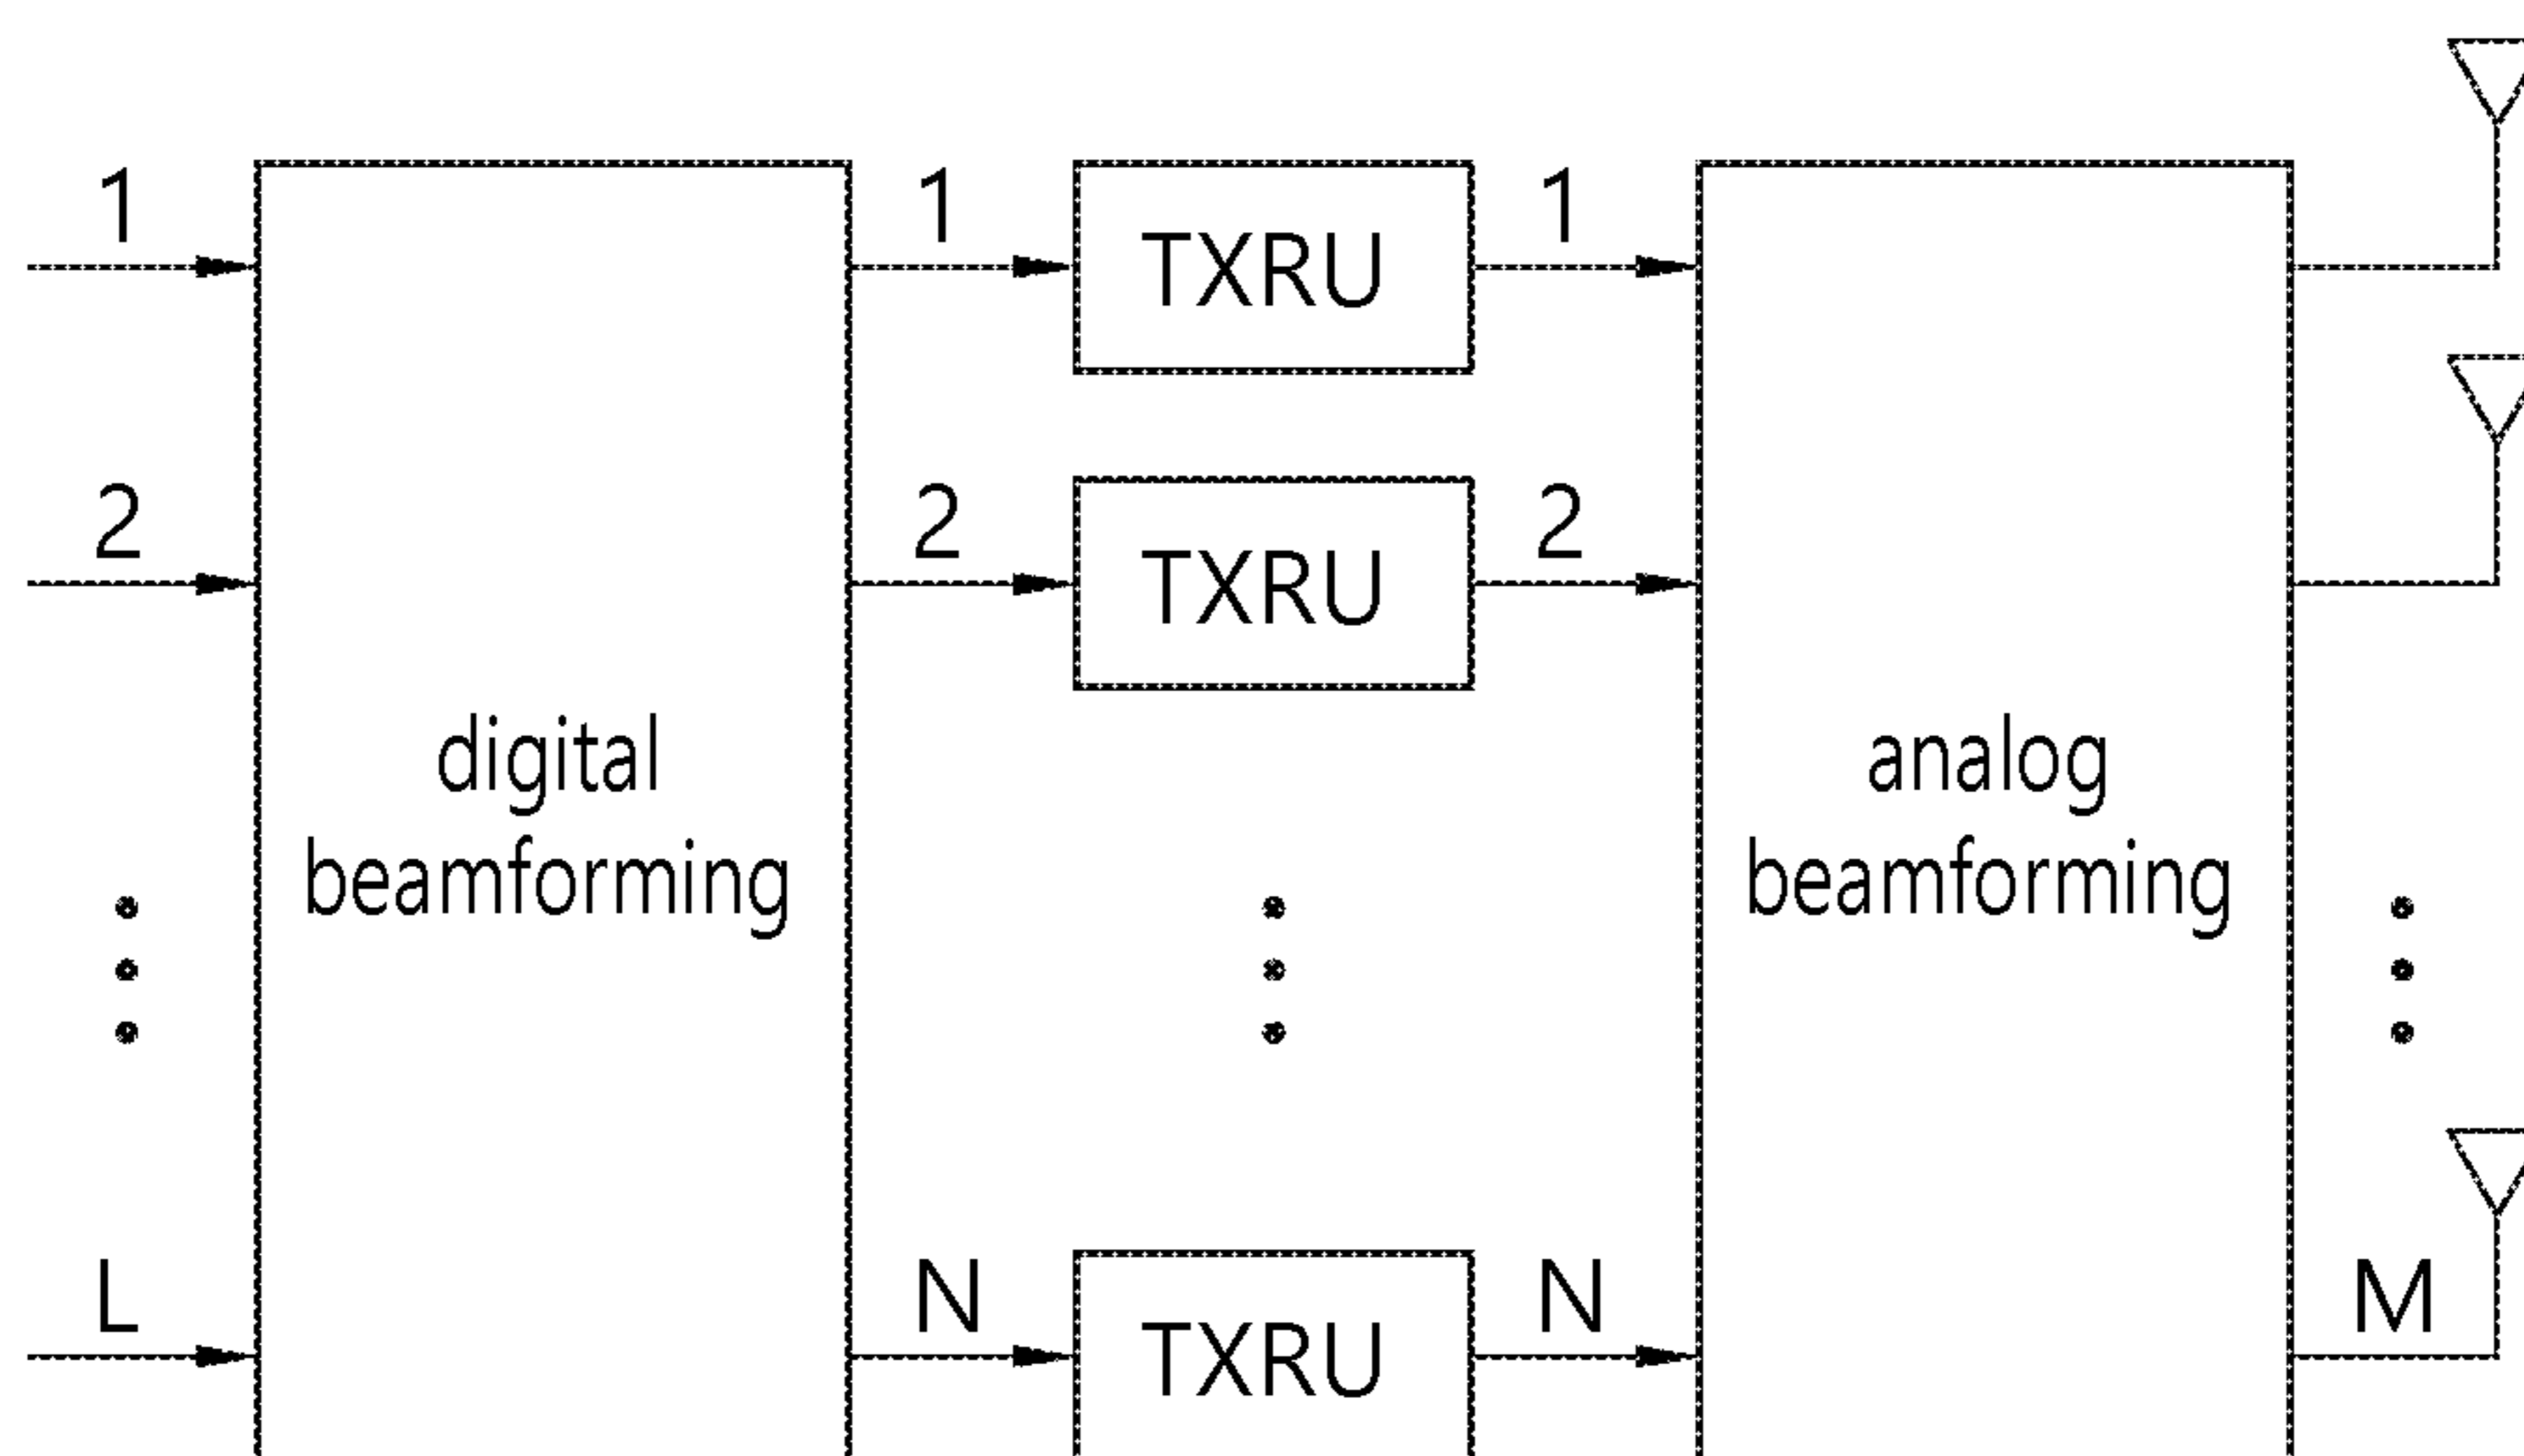 1 1 TXRU 1
2 2 TXRU 2
digital
beamforming
analog
beamforming
L N TXRU N M